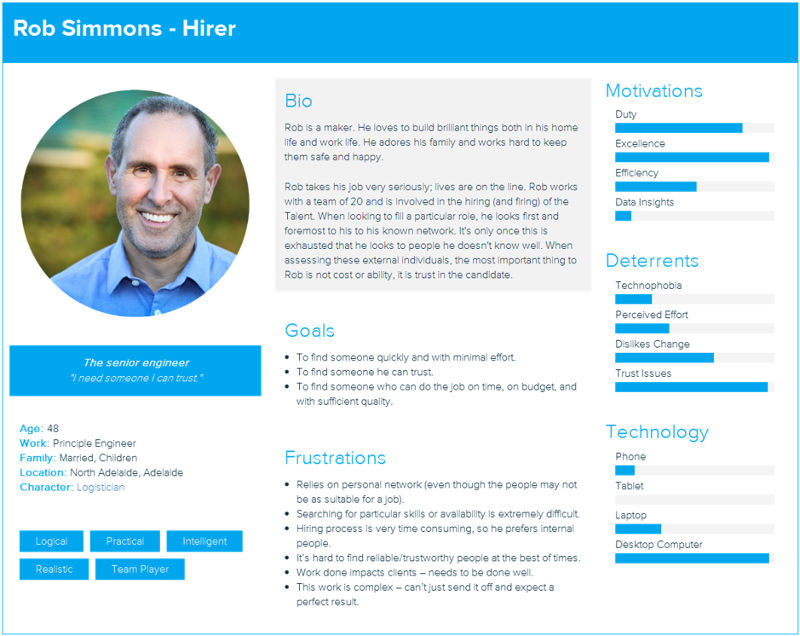 Rob Simmons - Hirer
The senior engineer
"I need someone I can trust."
Age: 48
Work: Principle Engineer
Family: Married, Children
Location: North Adelaide, Adelaide
Character: Logistician
Logical
Practical
Intelligent
Realistic
Team Player
Bio
Rob is a maker. He loves to build brilliant things both in his home
life and work life. He adores his family and works hard to keep
them safe and happy.
Rob takes his job very seriously; lives are on the line. Rob works
with a team of 20 and is involved in the hiring (and firing) of the
Talent. When looking to fill a particular role, he looks first and
foremost to his to his known network. It's only once this is
exhausted that he looks to people he doesn't know well. When
assessing these external individuals, the most important thing to
Rob is not cost or ability, it is trust in the candidate.
Goals
• To find someone quickly and with minimal effort.
• To find someone he can trust.
• To find someone who can do the job on time, on budget, and
with sufficient quality.
Frustrations
• Relies on personal network (even though the people may not
be as suitable for a job).
• Searching for particular skills or availability is extremely difficult.
• Hiring process is very time consuming, so he prefers internal
people.
• It's hard to find reliable/trustworthy people at the best of times.
• Work done impacts clients – needs to be done well.
• This work is complex – can't just send it off and expect a
perfect result.
Motivations
Duty
Excellence
Efficiency
Data Insights
Deterrents
Technophobia
Perceived Effort
Dislikes Change
Trust Issues
Technology
Phone
Tablet
Laptop
Desktop Computer